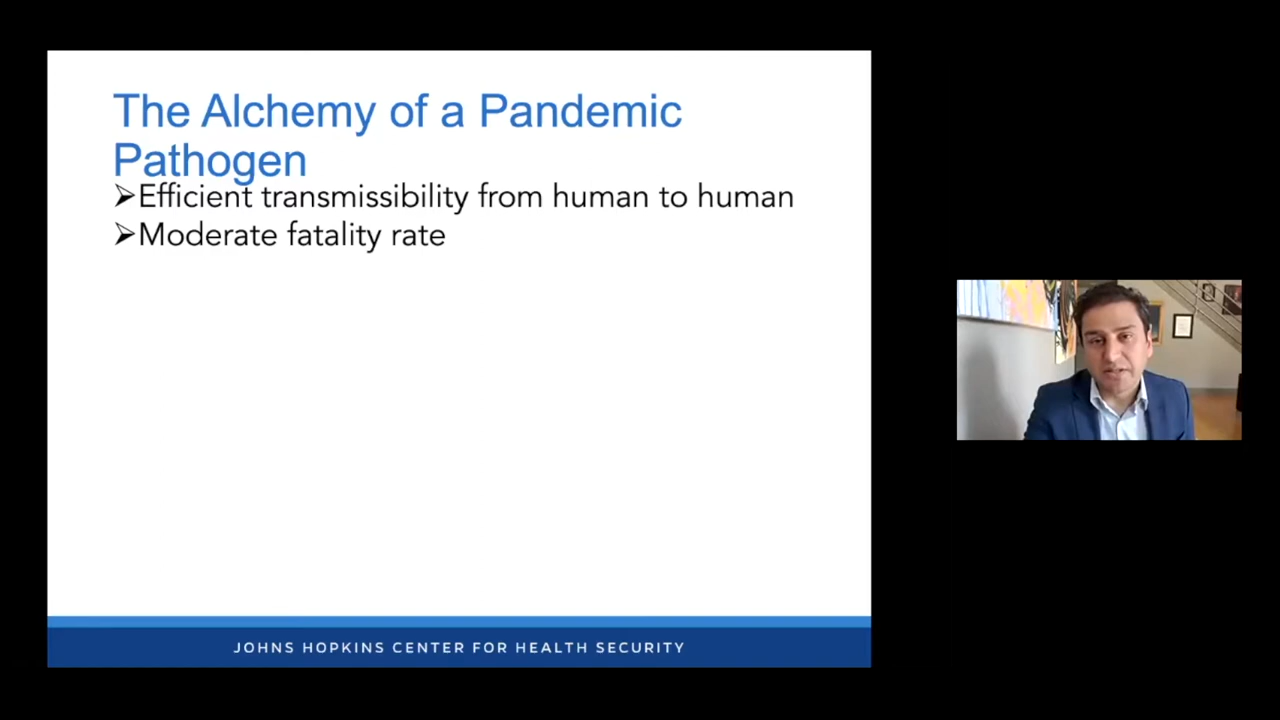 The Alchemy of a Pandemic
Pathogen
➢Efficient transmissibility from human to human
➢Moderate fatality rate
JOHNS HOPKINS CENTER FOR HEALTH SECURITY